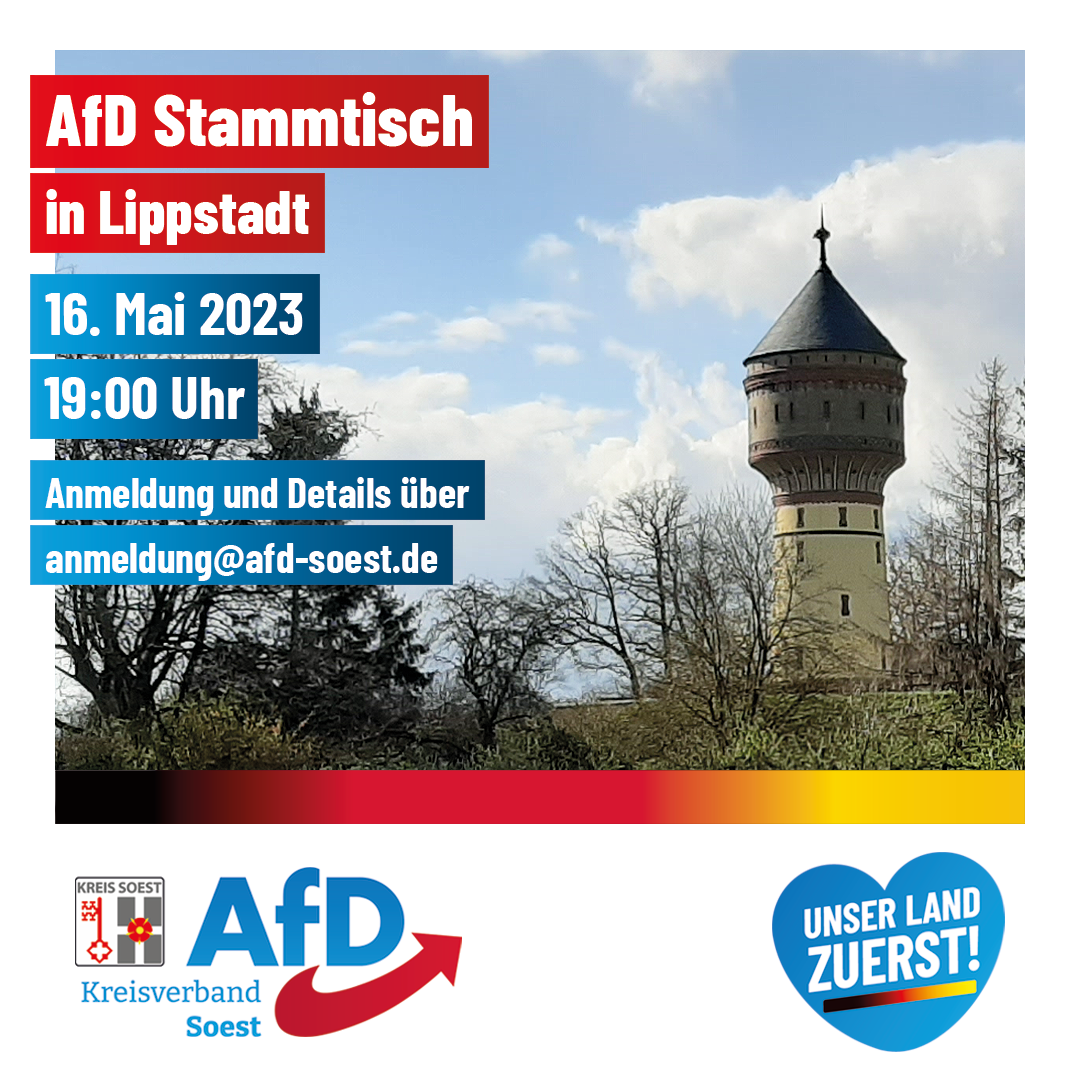 AfD Stammtisch
in Lippstadt
16. Mai 2023
19:00 Uhr
Anmeldung und Details über
anmeldung@afd-soest.de
KREIS SOEST
AfD
Kreisverband
Soest
UNSER LAND
ZUERST!